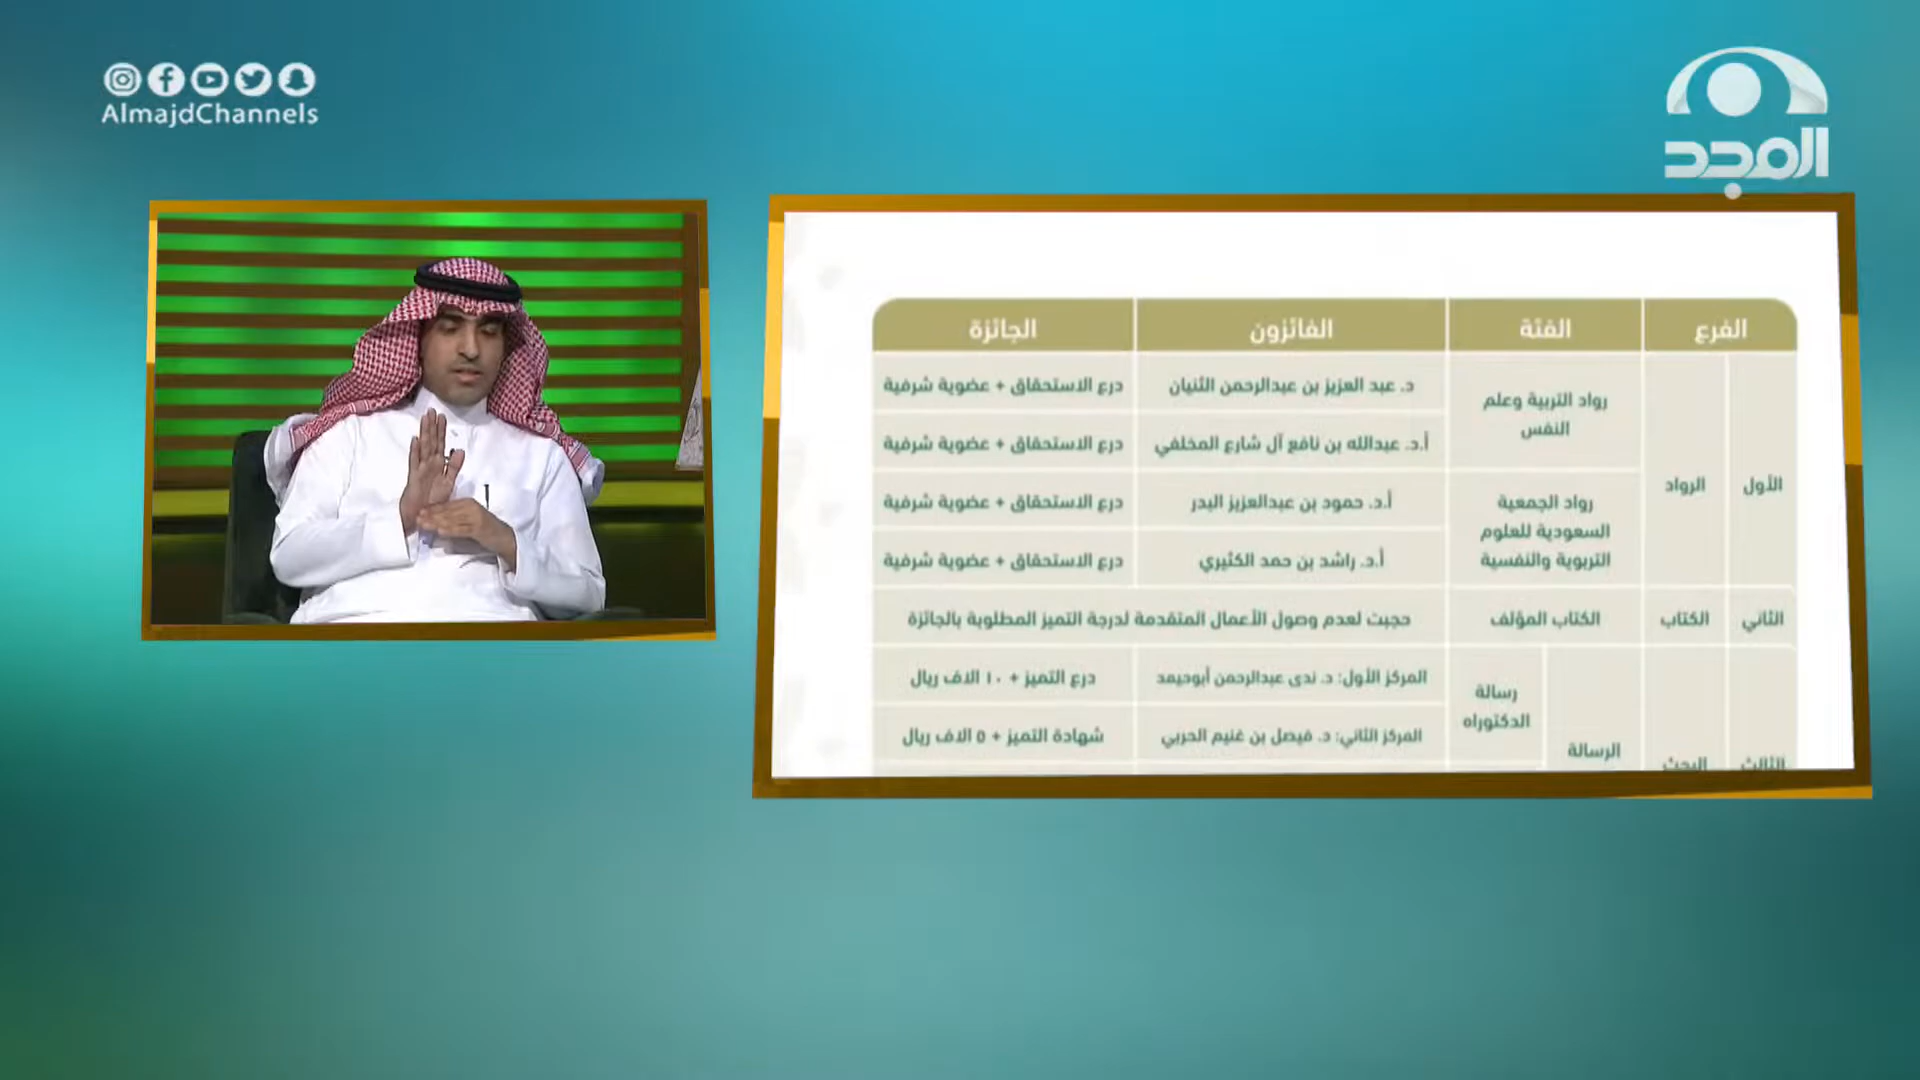 AlmajdChannels
المجد
الفرع الفئة الفائزون الجائزة
الأول الرواد رواد التربية وعلم النفس د. عبد العزيز بن عبدالرحمن الثنيان درع الاستحقاق + عضوية شرفية
أ.د. عبدالله بن نافع آل شارع المخلفي درع الاستحقاق + عضوية شرفية
رواد الجمعية السعودية للعلوم التربوية والنفسية أ.د. حمود بن عبدالعزيز البدر درع الاستحقاق + عضوية شرفية
أ.د. راشد بن حمد الكثيري درع الاستحقاق + عضوية شرفية
الثاني الكتاب الكتاب المؤلف حجبت لعدم وصول الأعمال المتقدمة لدرجة التميز المطلوبة بالجائزة
الثالث البحث الرسالة رسالة الدكتوراه المركز الأول: د. ندى عبدالرحمن أبوحيمد درع التميز + ١٠ الاف ريال
المركز الثاني: د. فيصل بن غنيم الحربي شهادة التميز + ٥ الاف ريال